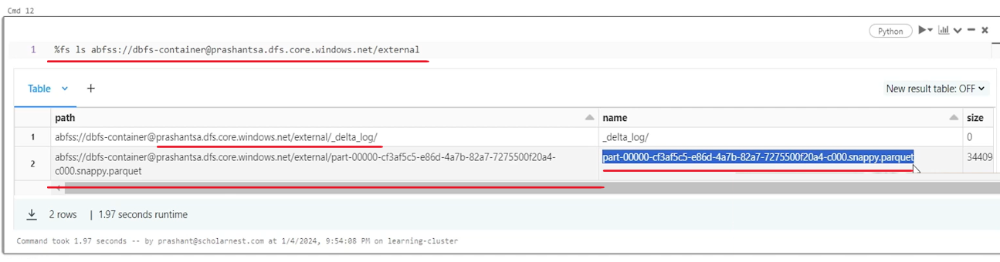 Cmd 12
Python
1 %fs ls abfss://dbfs-container@prashantsa.dfs.core.windows.net/external
Table + New result table: OFF
path name size
1 abfss://dbfs-container@prashantsa.dfs.core.windows.net/external/_delta_log/ _delta_log/ 0
2 abfss://dbfs-container@prashantsa.dfs.core.windows.net/external/part-00000-cf3af5c5-e86d-4a7b-82a7-7275500f20a4- part-00000-cf3af5c5-e86d-4a7b-82a7-7275500f20a4-c000.snappy.parquet 34409
c000.snappy.parquet
2 rows | 1.97 seconds runtime
Command took 1.97 seconds -- by prashant@scholarnest.com at 1/4/2024, 9:54:08 PM on learning-cluster